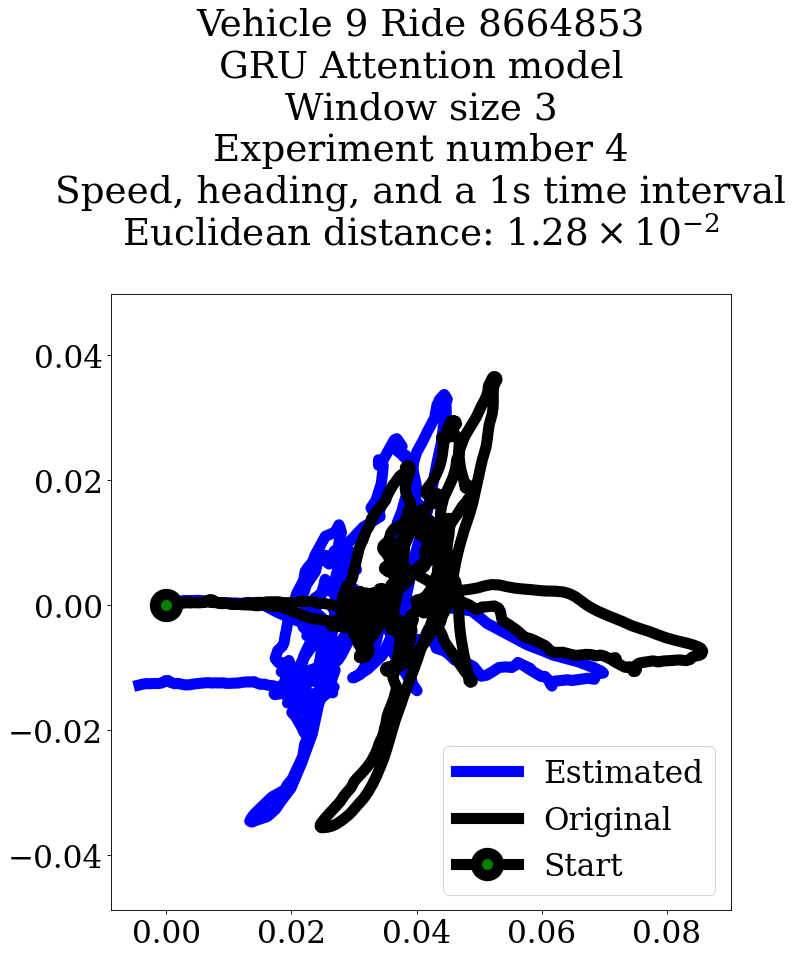 Vehicle 9 Ride 8664853
GRU Attention model
Window size 3
Experiment number 4
Speed, heading, and a 1s time interval
Euclidean distance: 1.28 × 10⁻²
0.04
0.02
0.00
−0.02
−0.04
Estimated
Original
Start
0.00 0.02 0.04 0.06 0.08